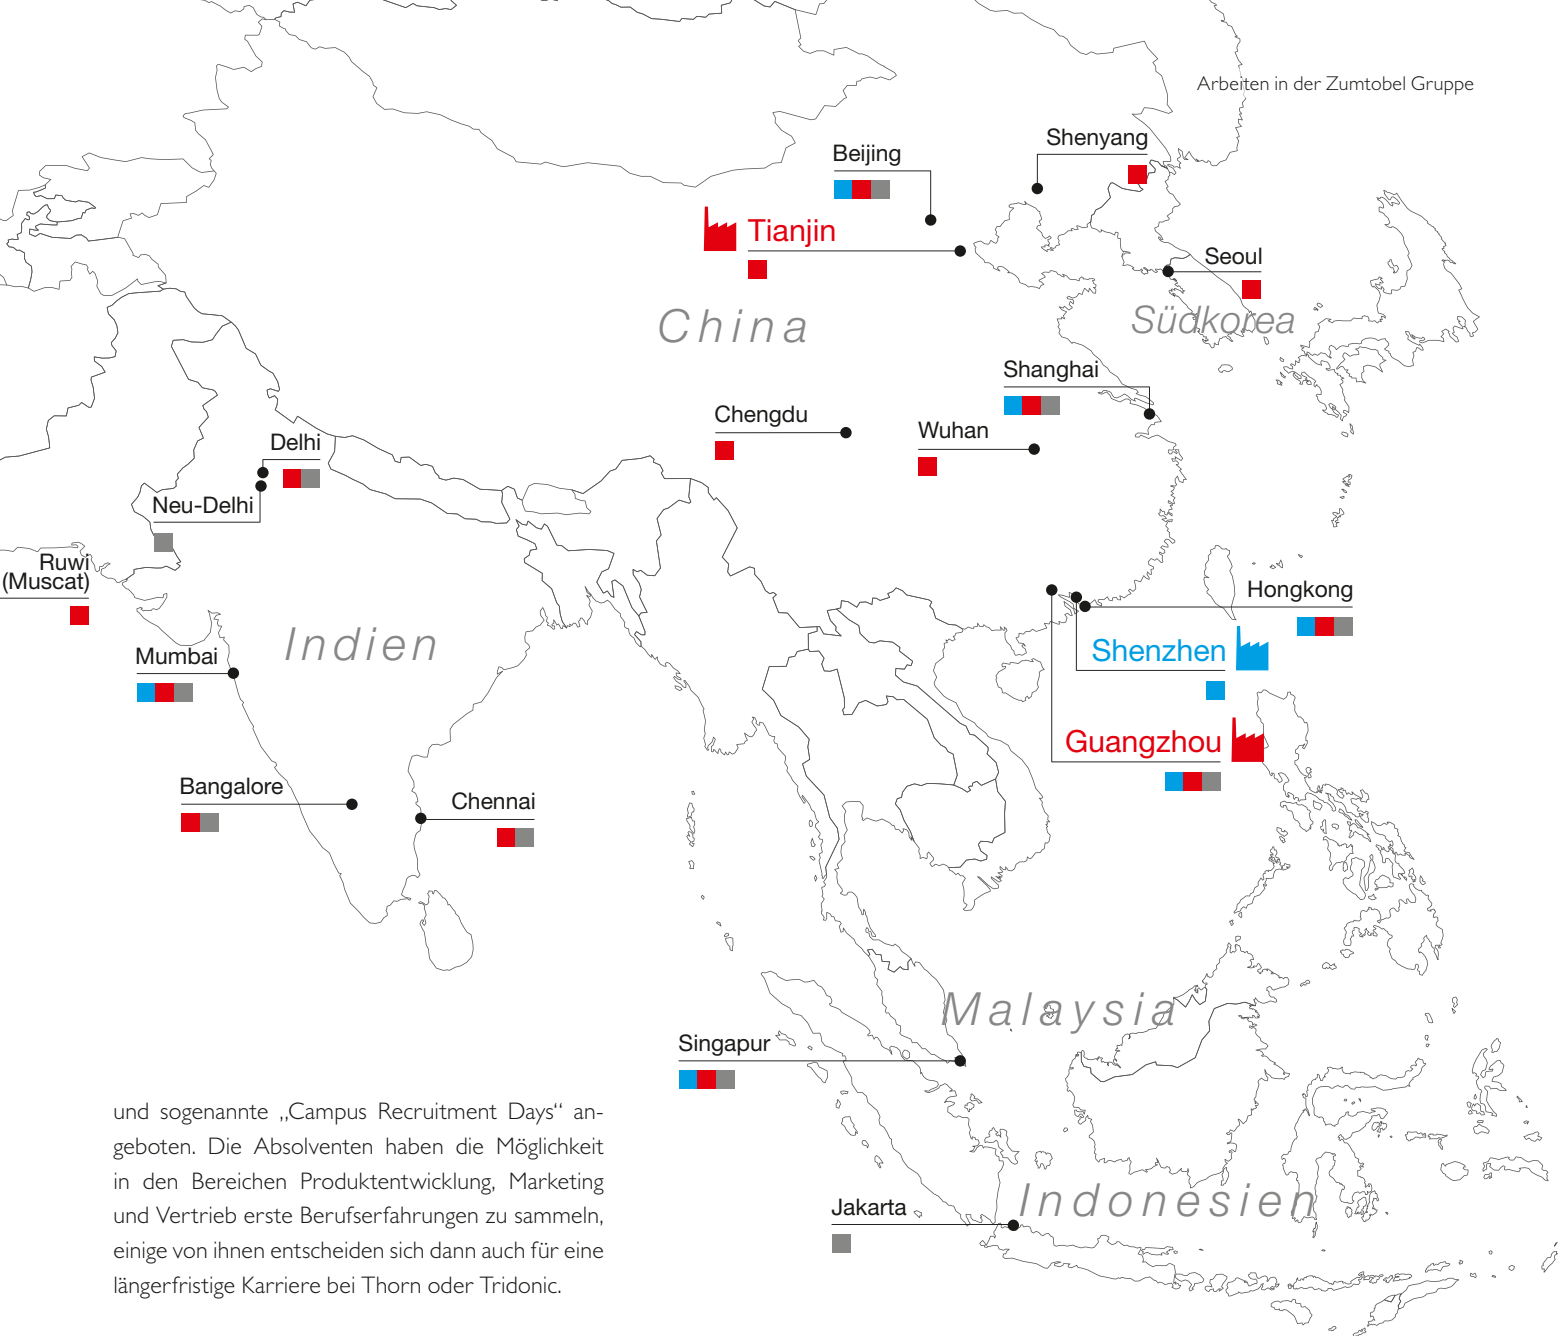 Arbeiten in der Zumtobel Gruppe
Shenyang
Beijing
Tianjin
Seoul
China
Südkorea
Shanghai
Chengdu
Wuhan
Delhi
Neu-Delhi
Ruwi
(Muscat)
Hongkong
Indien
Shenzhen
Mumbai
Guangzhou
Bangalore
Chennai
Malaysia
Singapur
Indonesien
Jakarta
und sogenannte „Campus Recruitment Days“ an-
geboten. Die Absolventen haben die Möglichkeit
in den Bereichen Produktentwicklung, Marketing
und Vertrieb erste Berufserfahrungen zu sammeln,
einige von ihnen entscheiden sich dann auch für eine
längerfristige Karriere bei Thorn oder Tridonic.